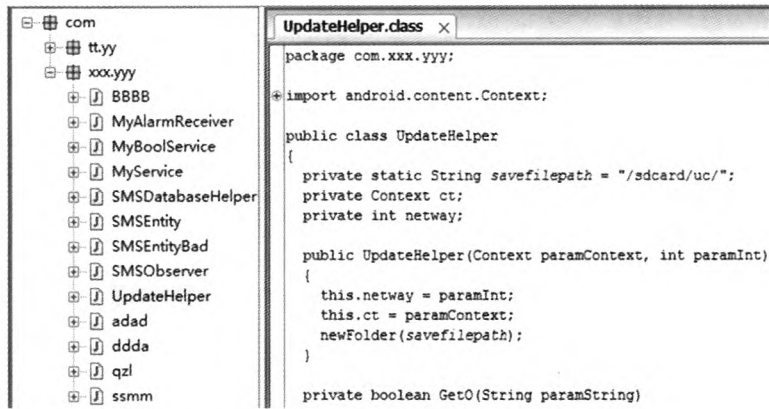 com
tt.yy
xxx.yyy
BBBB
MyAlarmReceiver
MyBoolService
MyService
SMSDatabaseHelper
SMSEntity
SMSEntityBad
SMSObserver
UpdateHelper
adad
ddda
qzl
ssmm
UpdateHelper.class ×
package com.xxx.yyy;
import android.content.Context;
public class UpdateHelper
{
private static String savefilepath = "/sdcard/uc/";
private Context ct;
private int netway;
public UpdateHelper(Context paramContext, int paramInt)
{
this.netway = paramInt;
this.ct = paramContext;
newFolder(savefilepath);
}
private boolean GetO(String paramString)